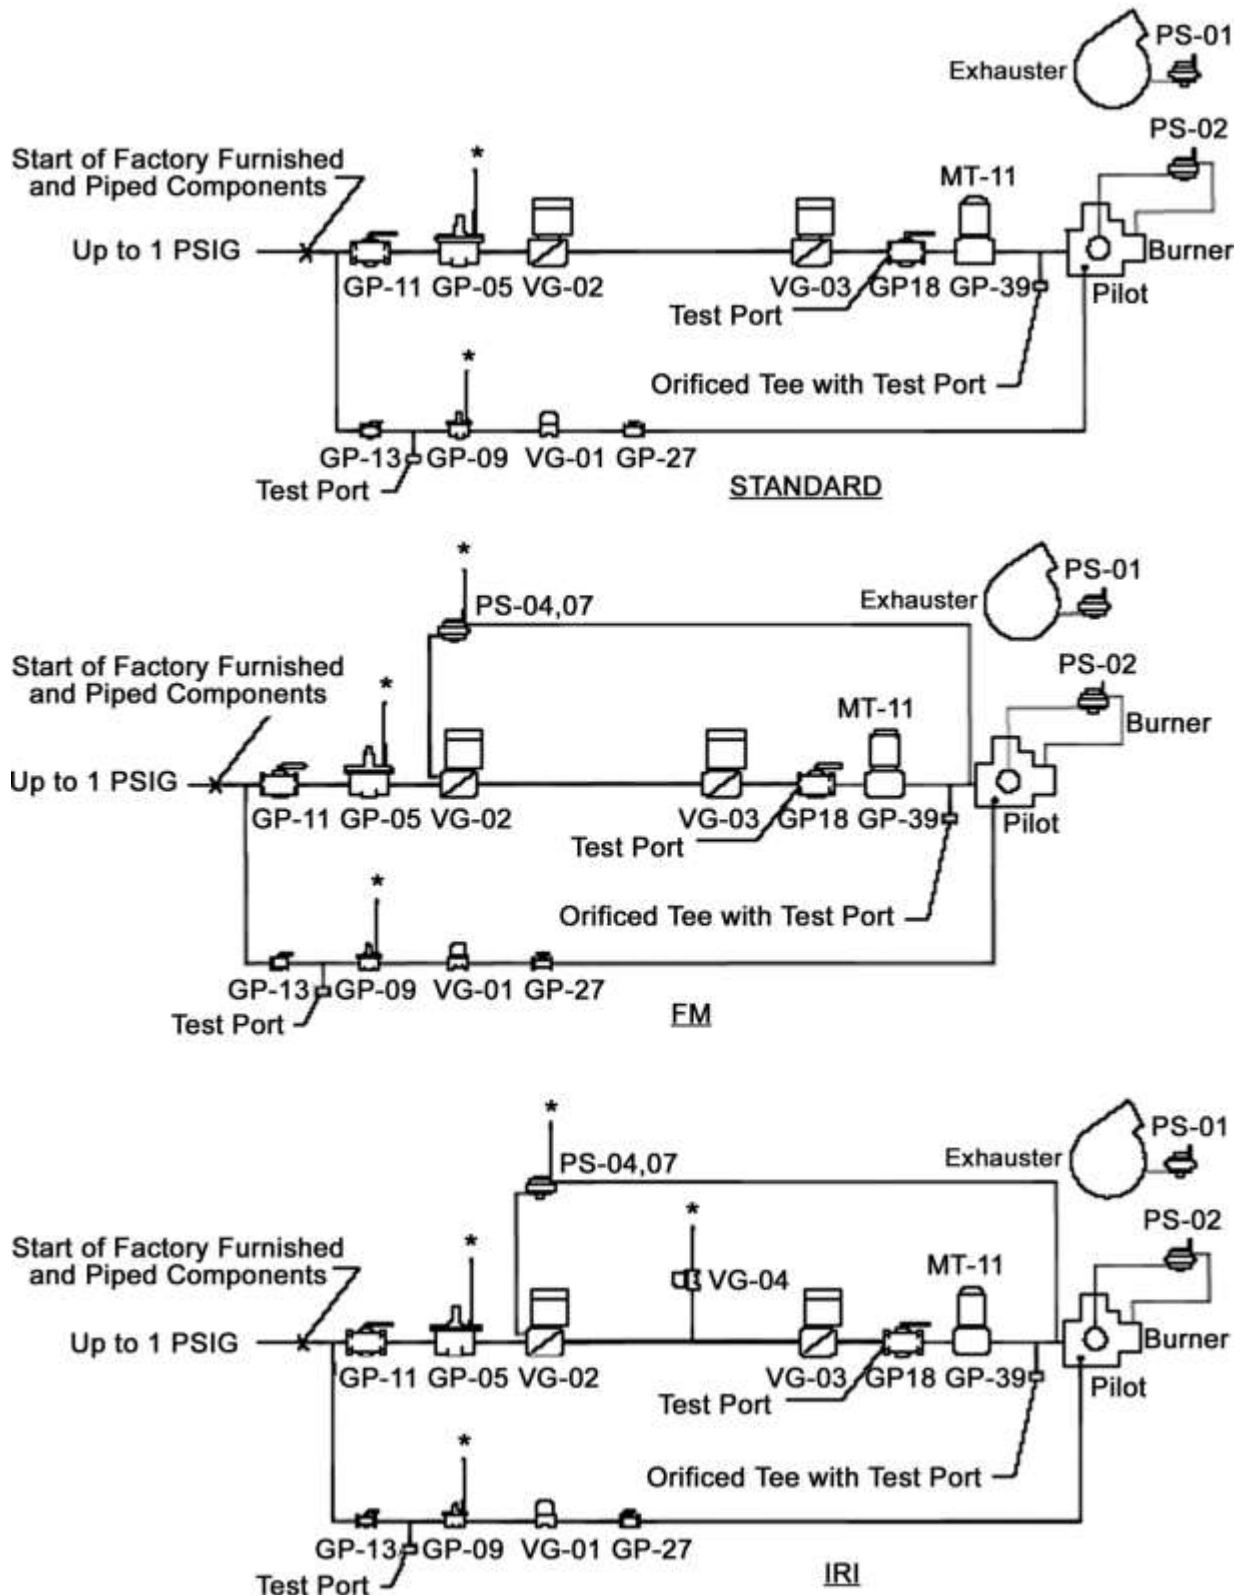 PS-01
Exhauster
PS-02
*
Start of Factory Furnished
and Piped Components
MT-11
Up to 1 PSIG
Burner
GP-11 GP-05 VG-02
VG-03 GP18 GP-39
Pilot
Test Port
*
Orificed Tee with Test Port
GP-13 GP-09 VG-01 GP-27
Test Port
STANDARD
*
PS-04,07
PS-01
Exhauster
Start of Factory Furnished
and Piped Components
*
PS-02
MT-11
Burner
Up to 1 PSIG
GP-11 GP-05 VG-02
VG-03 GP18 GP-39
Pilot
Test Port
*
Orificed Tee with Test Port
GP-13 GP-09 VG-01 GP-27
Test Port
FM
*
PS-04,07
PS-01
Exhauster
*
PS-02
Start of Factory Furnished
and Piped Components
*
VG-04
MT-11
Up to 1 PSIG
Burner
GP-11 GP-05 VG-02
VG-03 GP18 GP-39
Pilot
Test Port
*
Orificed Tee with Test Port
GP-13 GP-09 VG-01 GP-27
Test Port
IRI